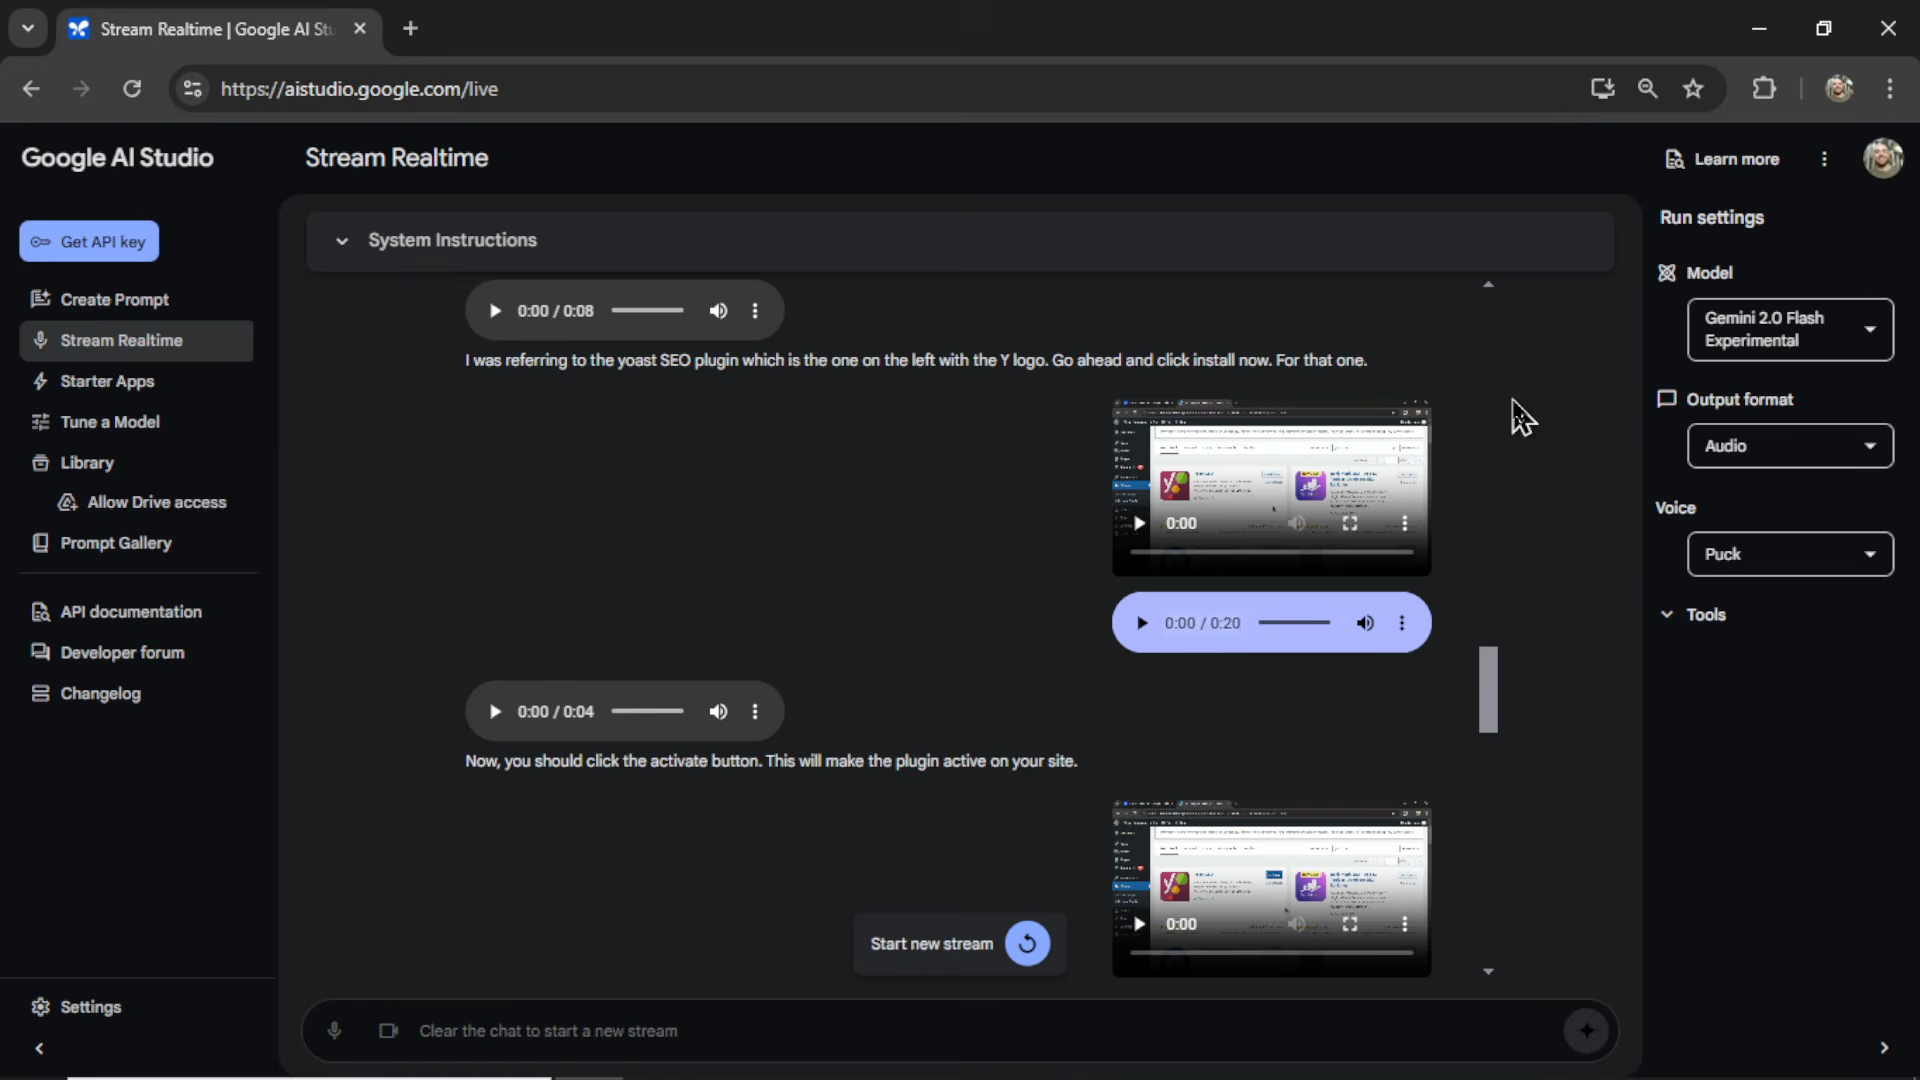 Stream Realtime | Google AI Stu
https://aistudio.google.com/live
Google AI Studio
Stream Realtime
Learn more
Get API key
Create Prompt
Stream Realtime
Starter Apps
Tune a Model
Library
Allow Drive access
Prompt Gallery
API documentation
Developer forum
Changelog
Settings
System Instructions
0:00 / 0:08
I was referring to the yoast SEO plugin which is the one on the left with the Y logo. Go ahead and click install now. For that one.
0:00
0:00 / 0:20
0:00 / 0:04
Now, you should click the activate button. This will make the plugin active on your site.
0:00
Start new stream
Clear the chat to start a new stream
Run settings
Model
Gemini 2.0 Flash
Experimental
Output format
Audio
Voice
Puck
Tools